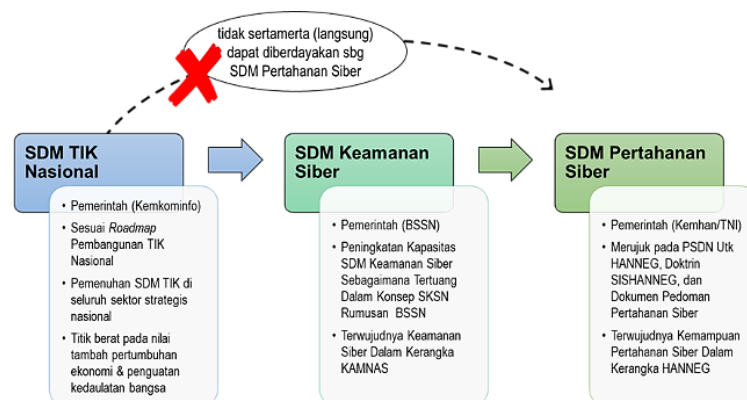 tidak sertamerta (langsung)
dapat diberdayakan sbg
SDM Pertahanan Siber
SDM TIK
Nasional
• Pemerintah (Kemkominfo)
• Sesuai Roadmap
Pembangunan TIK
Nasional
• Pemenuhan SDM TIK di
seluruh sektor strategis
nasional
• Titik berat pada nilai
tambah pertumbuhan
ekonomi & penguatan
kedaulatan bangsa
SDM Keamanan
Siber
• Pemerintah (BSSN)
• Peningkatan Kapasitas
SDM Keamanan Siber
Sebagaimana Tertuang
Dalam Konsep SKSN
Rumusan BSSN
• Terwujudnya Keamanan
Siber Dalam Kerangka
KAMNAS
SDM Pertahanan
Siber
• Pemerintah (Kemhan/TNI)
• Merujuk pada PSDN Utk
HANNEG, Doktrin
SISHANNEG, dan
Dokumen Pedoman
Pertahanan Siber
• Terwujudnya Kemampuan
Pertahanan Siber Dalam
Kerangka HANNEG